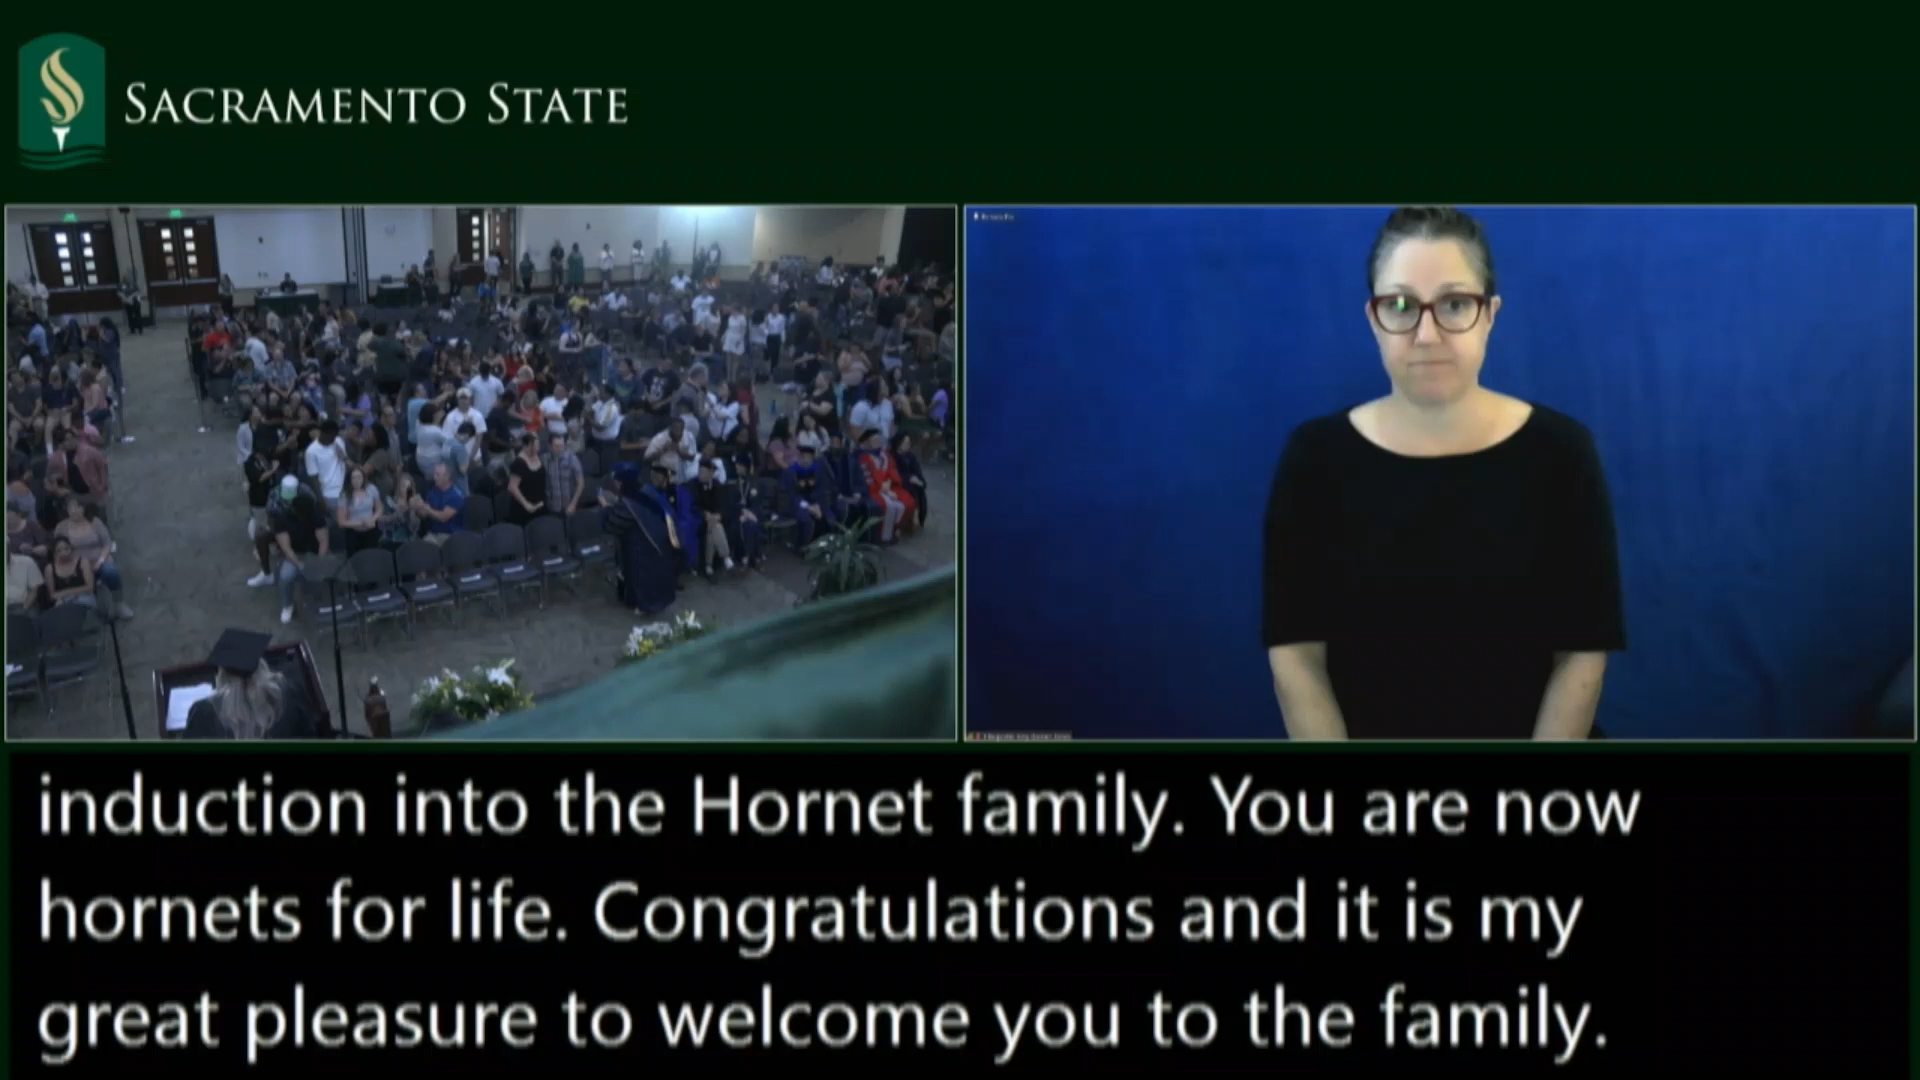 SACRAMENTO STATE
induction into the Hornet family. You are now
hornets for life. Congratulations and it is my
great pleasure to welcome you to the family.